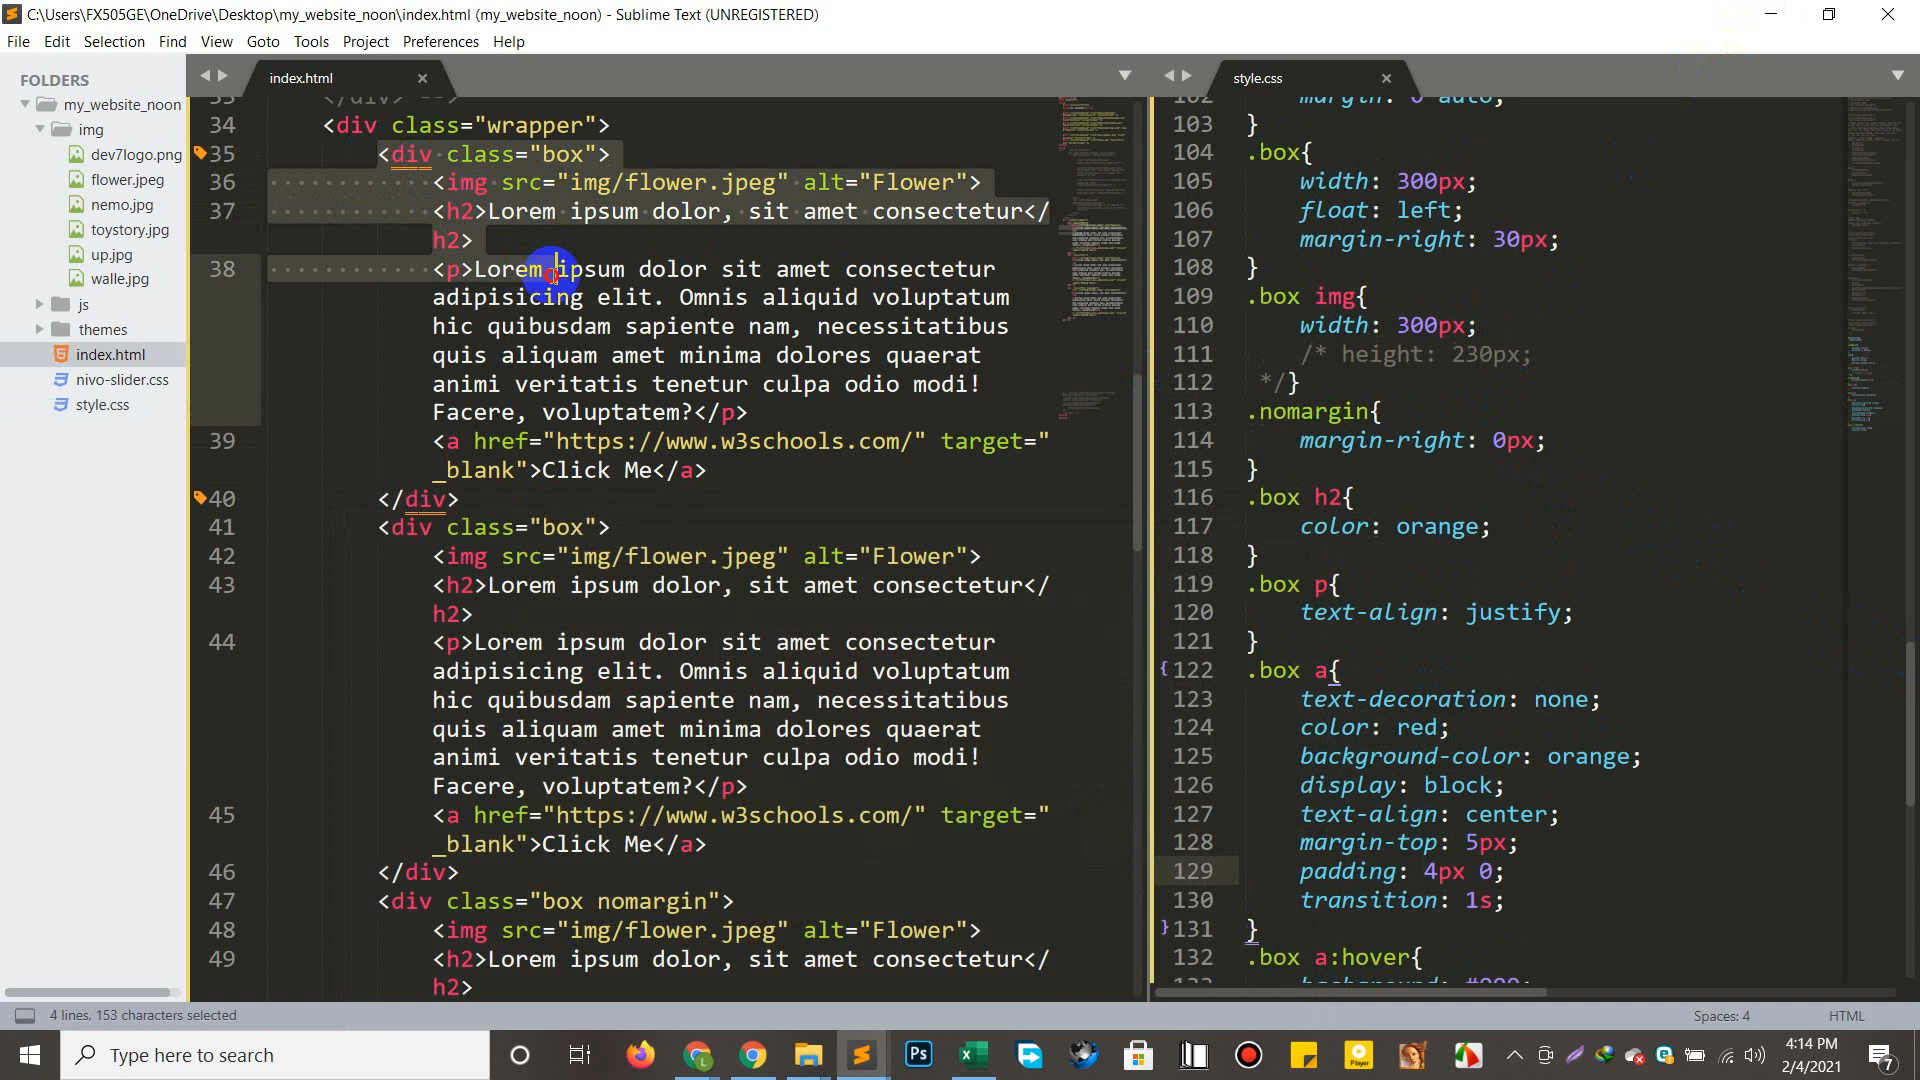 C:\Users\FX505GE\OneDrive\Desktop\my_website_noon\index.html (my_website_noon) - Sublime Text (UNREGISTERED)
File Edit Selection Find View Goto Tools Project Preferences Help
FOLDERS
my_website_noon
img
dev7logo.png
flower.jpeg
nemo.jpg
toystory.jpg
up.jpg
walle.jpg
js
themes
index.html
nivo-slider.css
style.css
index.html
34 <div class="wrapper">
35 <div class="box">
36 <img src="img/flower.jpeg" alt="Flower">
37 <h2>Lorem ipsum dolor, sit amet consectetur</
h2>
38 <p>Lorem ipsum dolor sit amet consectetur
adipisicing elit. Omnis aliquid voluptatum
hic quibusdam sapiente nam, necessitatibus
quis aliquam amet minima dolores quaerat
animi veritatis tenetur culpa odio modi!
Facere, voluptatem?</p>
39 <a href="https://www.w3schools.com/" target="
_blank">Click Me</a>
40 </div>
41 <div class="box">
42 <img src="img/flower.jpeg" alt="Flower">
43 <h2>Lorem ipsum dolor, sit amet consectetur</
h2>
44 <p>Lorem ipsum dolor sit amet consectetur
adipisicing elit. Omnis aliquid voluptatum
hic quibusdam sapiente nam, necessitatibus
quis aliquam amet minima dolores quaerat
animi veritatis tenetur culpa odio modi!
Facere, voluptatem?</p>
45 <a href="https://www.w3schools.com/" target="
_blank">Click Me</a>
46 </div>
47 <div class="box nomargin">
48 <img src="img/flower.jpeg" alt="Flower">
49 <h2>Lorem ipsum dolor, sit amet consectetur</
h2>
style.css
102 margin: 0 auto;
103 }
104 .box{
105 width: 300px;
106 float: left;
107 margin-right: 30px;
108 }
109 .box img{
110 width: 300px;
111 /* height: 230px;
112 */}
113 .nomargin{
114 margin-right: 0px;
115 }
116 .box h2{
117 color: orange;
118 }
119 .box p{
120 text-align: justify;
121 }
122 .box a{
123 text-decoration: none;
124 color: red;
125 background-color: orange;
126 display: block;
127 text-align: center;
128 margin-top: 5px;
129 padding: 4px 0;
130 transition: 1s;
131 }
132 .box a:hover{
4 lines, 153 characters selected
Spaces: 4 HTML
Type here to search
Ps
Player
4:14 PM
2/4/2021
7